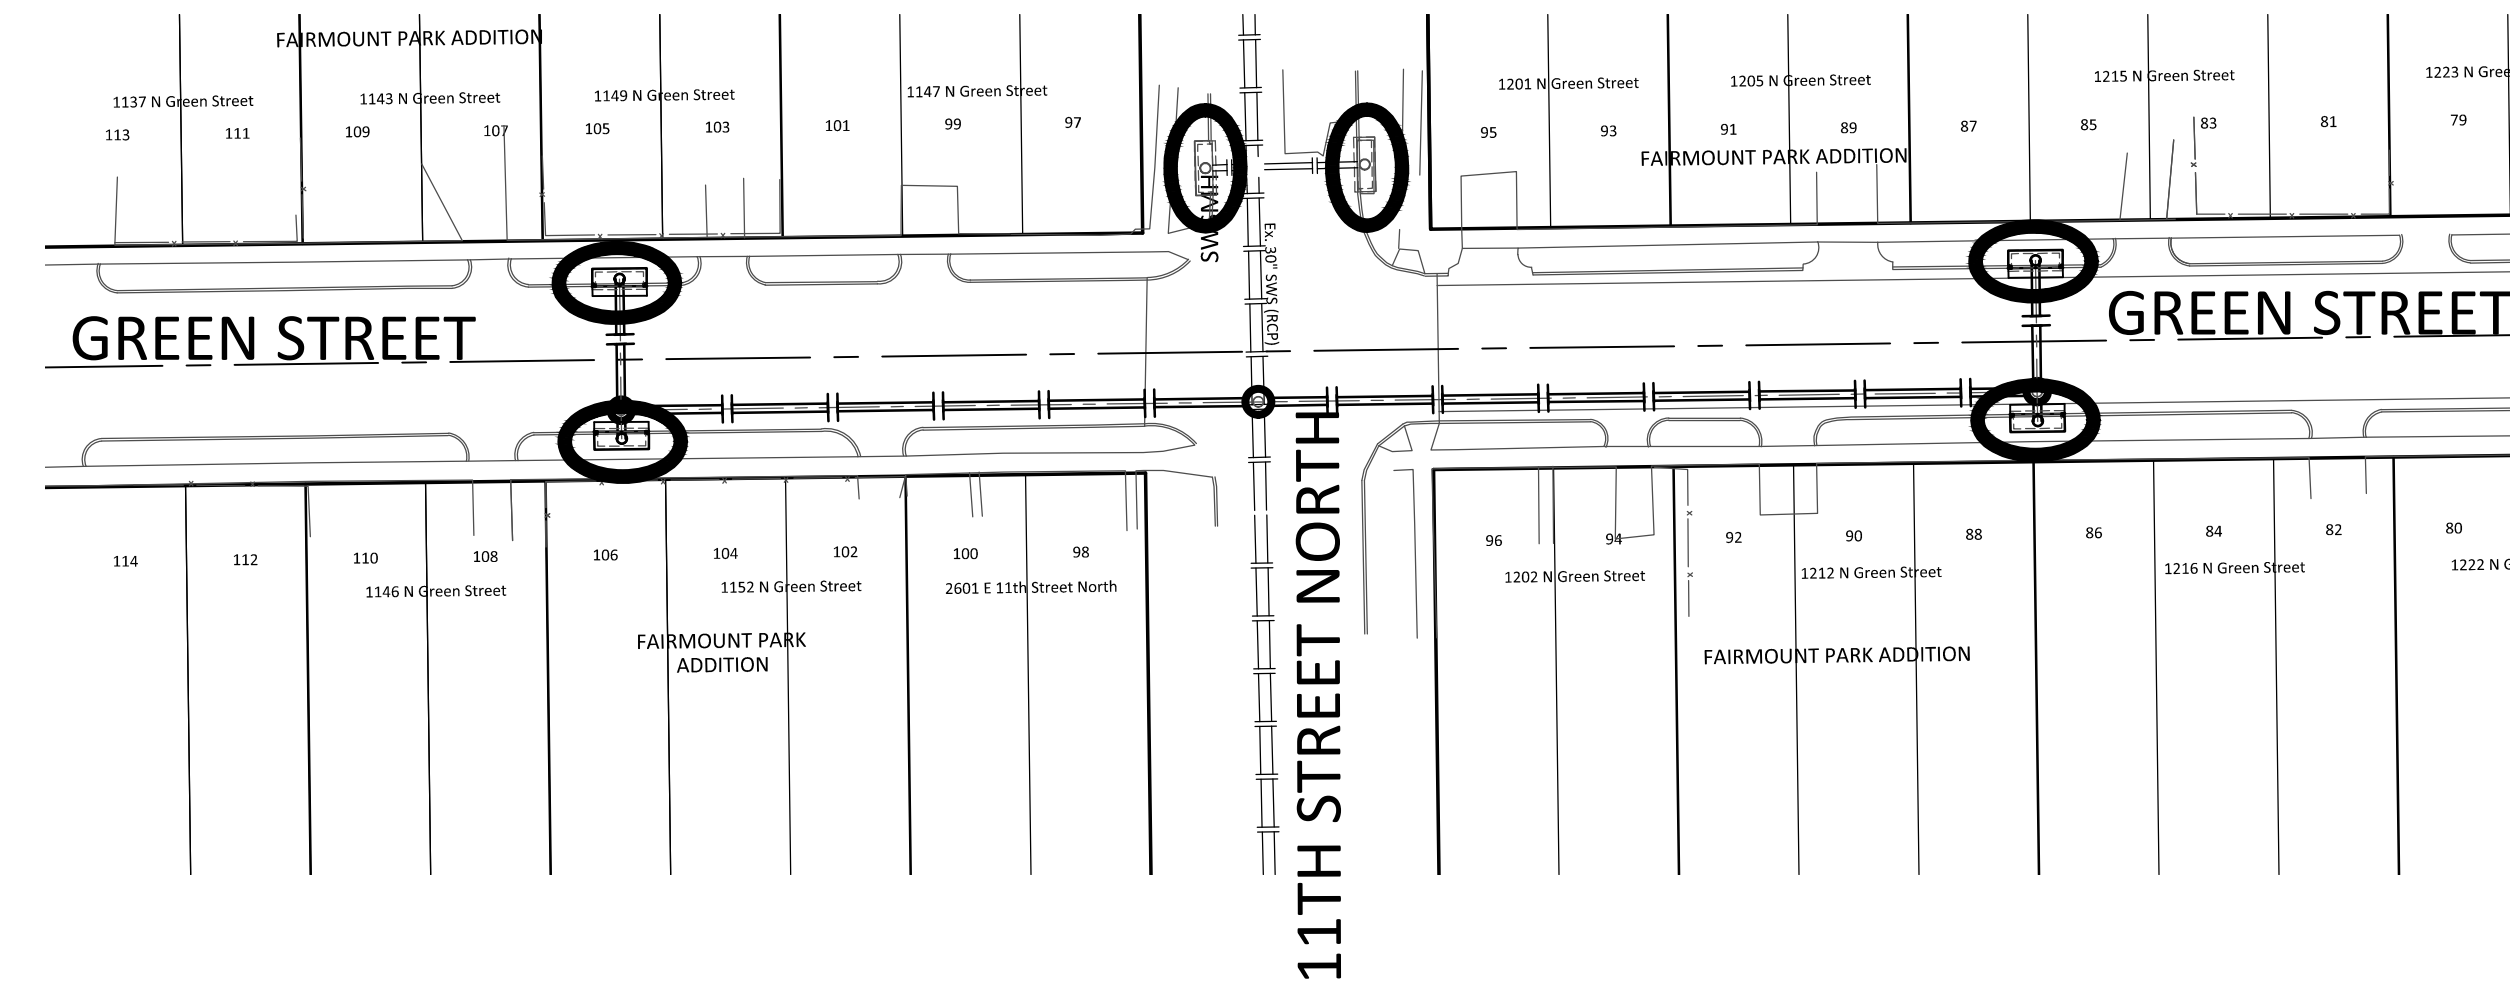 FAIRMOUNT PARK ADDITION
1137 N Green Street
1143 N Green Street
1149 N Green Street
1147 N Green Street
1201 N Green Street
1205 N Green Street
1215 N Green Street
1223 N Gree
113
111
109
107
105
103
101
99
97
95
93
91
89
87
85
83
81
79
FAIRMOUNT PARK ADDITION
SWS MH
Ex. 30" SWS (RCP)
GREEN STREET
GREEN STREET
11TH STREET NORTH
114
112
110
108
106
104
102
100
98
96
94
92
90
88
86
84
82
80
1146 N Green Street
1152 N Green Street
2601 E 11th Street North
1202 N Green Street
1212 N Green Street
1216 N Green Street
1222 N G
FAIRMOUNT PARK
ADDITION
FAIRMOUNT PARK ADDITION